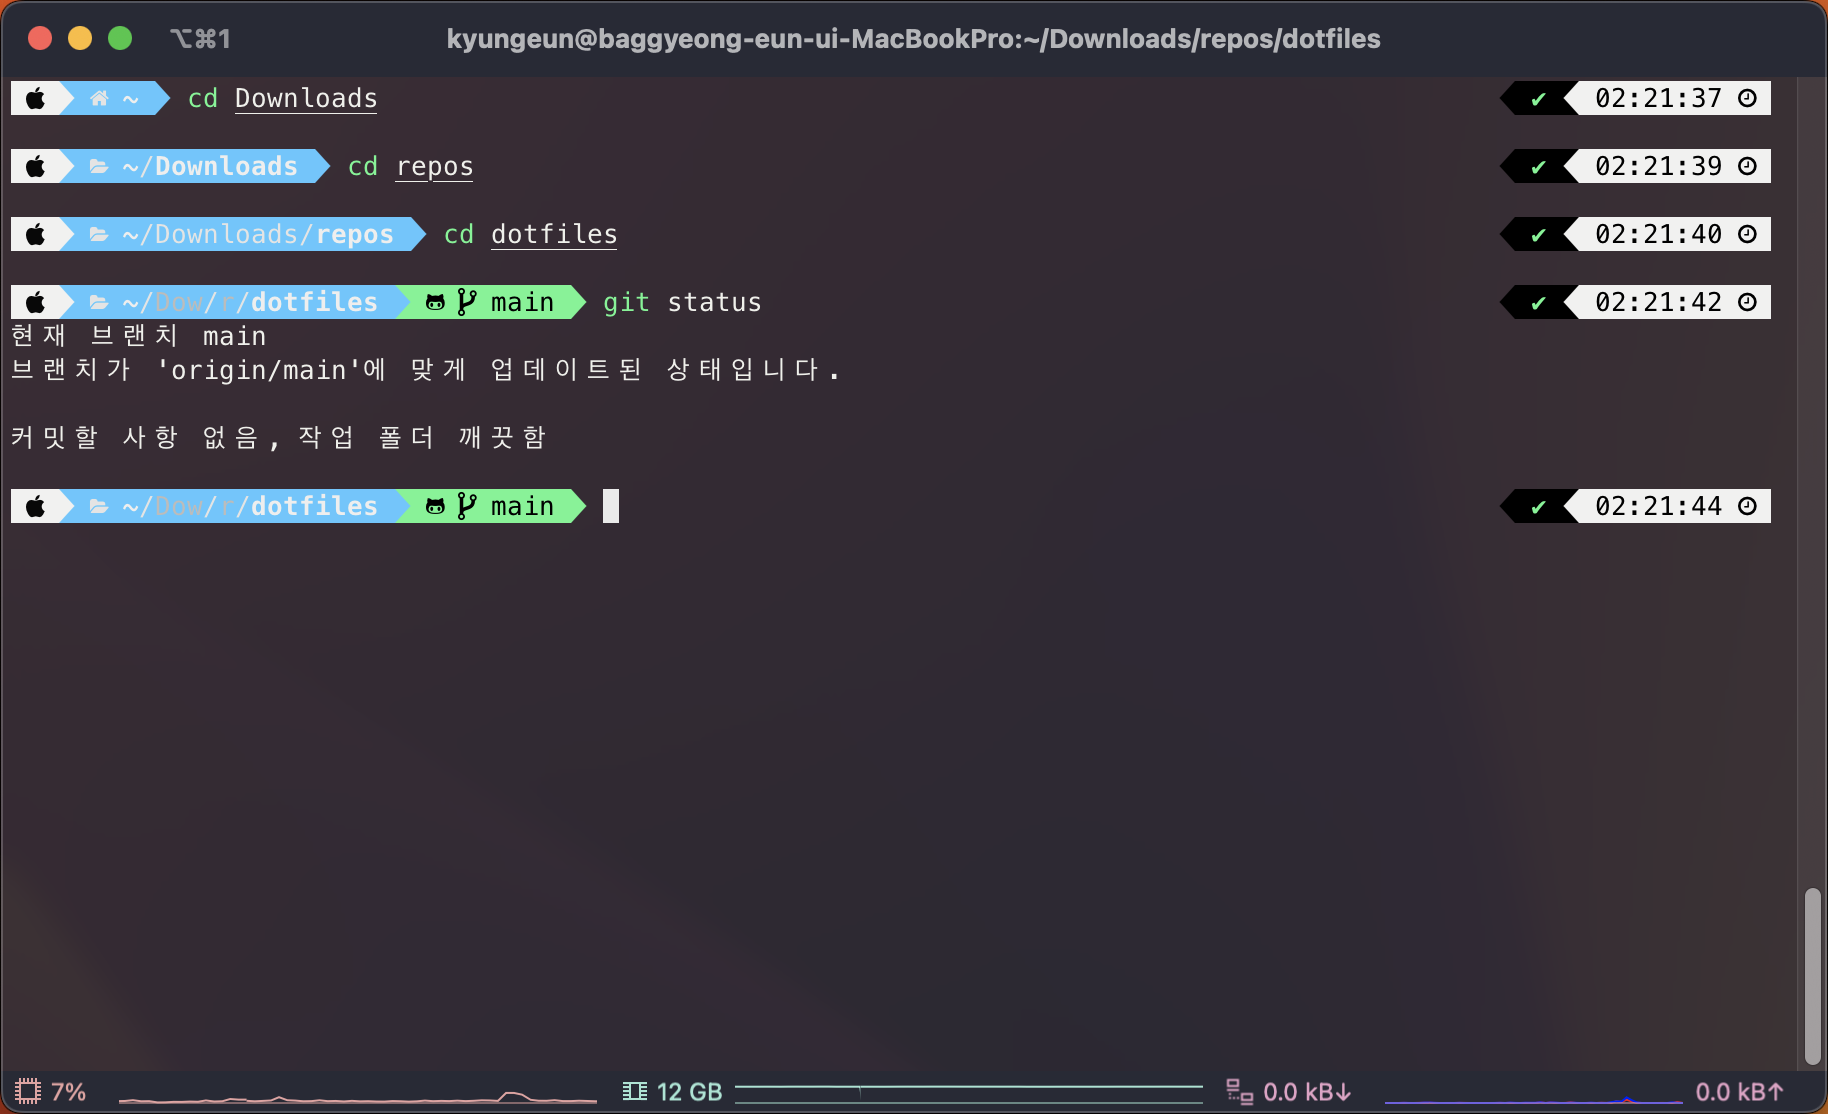 ⌥⌘1 kyungeun@baggyeong-eun-ui-MacBookPro:~/Downloads/repos/dotfiles
~ cd Downloads ✔ 02:21:37
~/Downloads cd repos ✔ 02:21:39
~/Downloads/repos cd dotfiles ✔ 02:21:40
~/Dow/r/dotfiles main git status ✔ 02:21:42
현재 브랜치 main
브랜치가 'origin/main'에 맞게 업데이트된 상태입니다.
커밋할 사항 없음, 작업 폴더 깨끗함
~/Dow/r/dotfiles main ✔ 02:21:44
7% 12 GB 0.0 kB↓ 0.0 kB↑